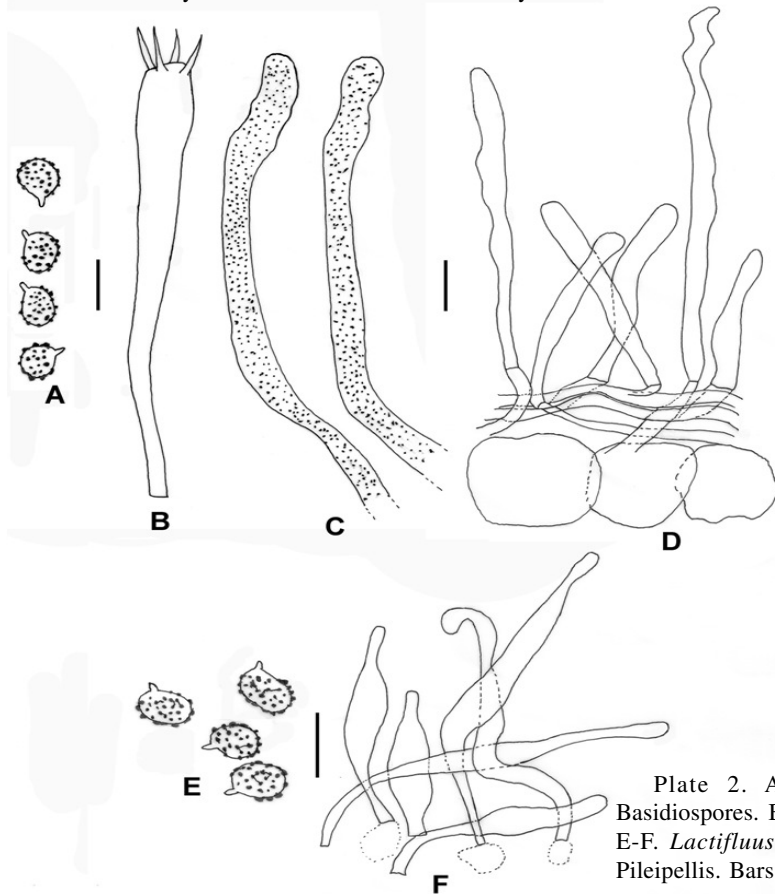 A
B
C
D
E
F
Plate 2. A
Basidiospores.
E-F. Lactifluus
Pileipellis. Bars